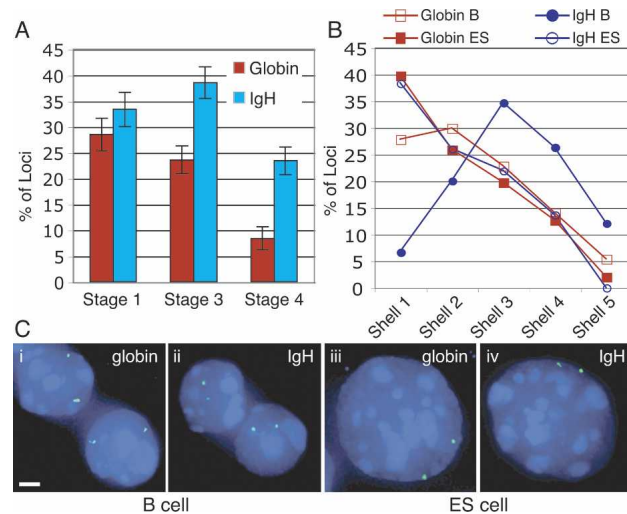 A
% of Loci
45
40
35
30
25
20
15
10
5
0
Globin
IgH
Stage 1 Stage 3 Stage 4
Globin B IgH B
Globin ES IgH ES
B
% of Loci
45
40
35
30
25
20
15
10
5
0
Shell 1 Shell 2 Shell 3 Shell 4 Shell 5
C
i globin ii IgH iii globin iv IgH
B cell ES cell